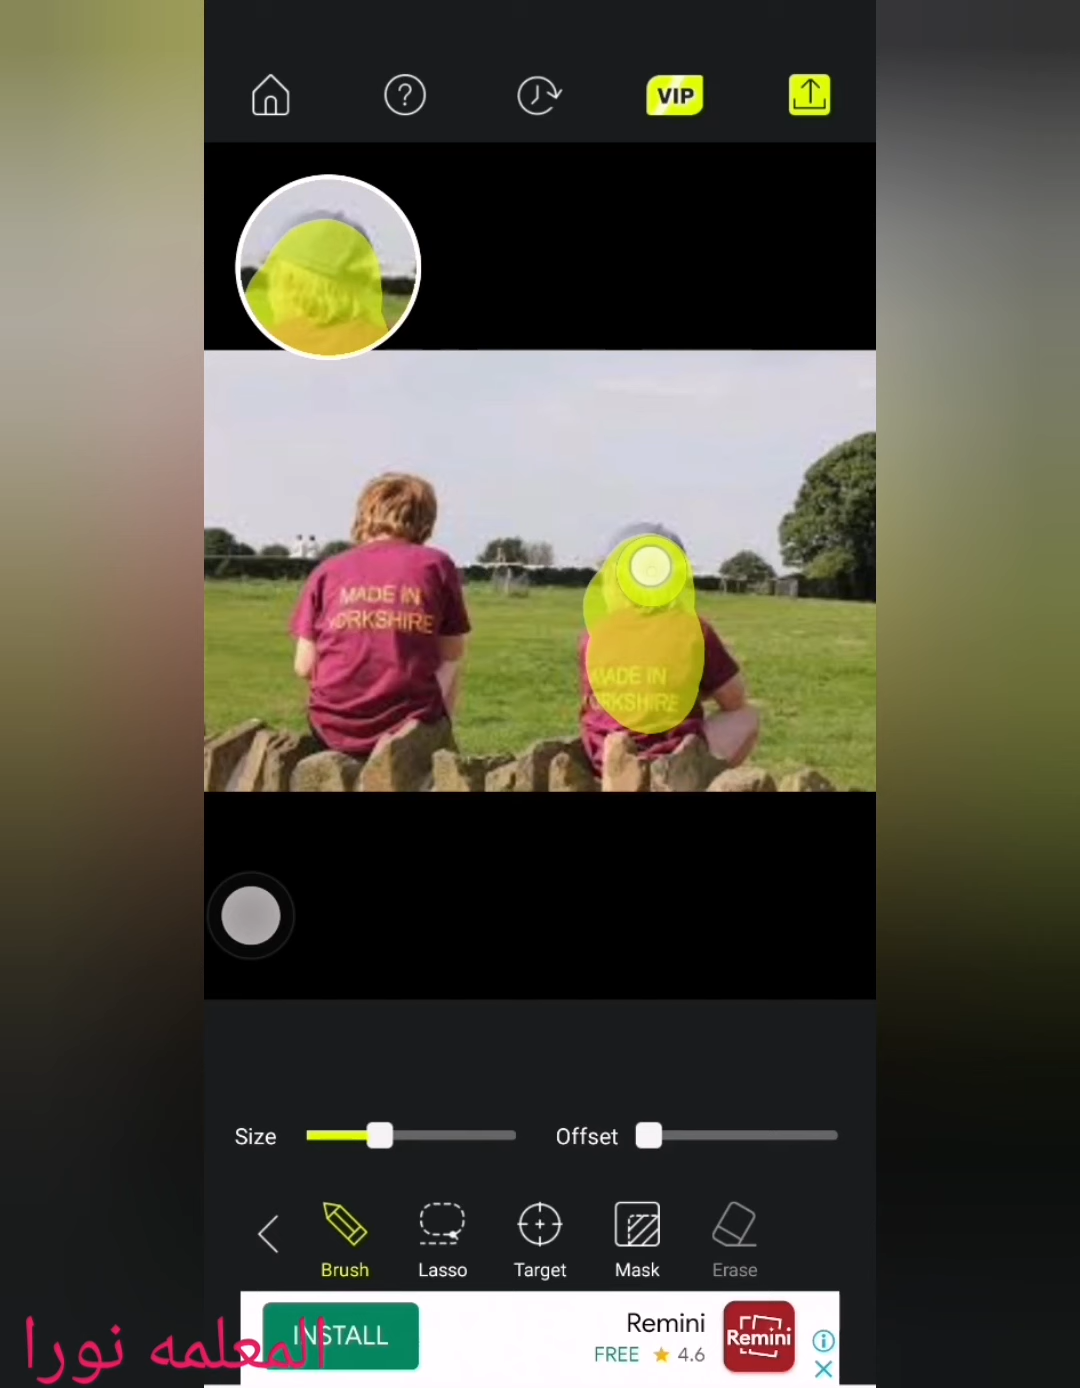 VIP
MADE IN
YORKSHIRE
MADE IN
YORKSHIRE
Size
Offset
Brush
Lasso
Target
Mask
Erase
INSTALL
Remini
FREE ★ 4.6
Remini
المعلمه نورا